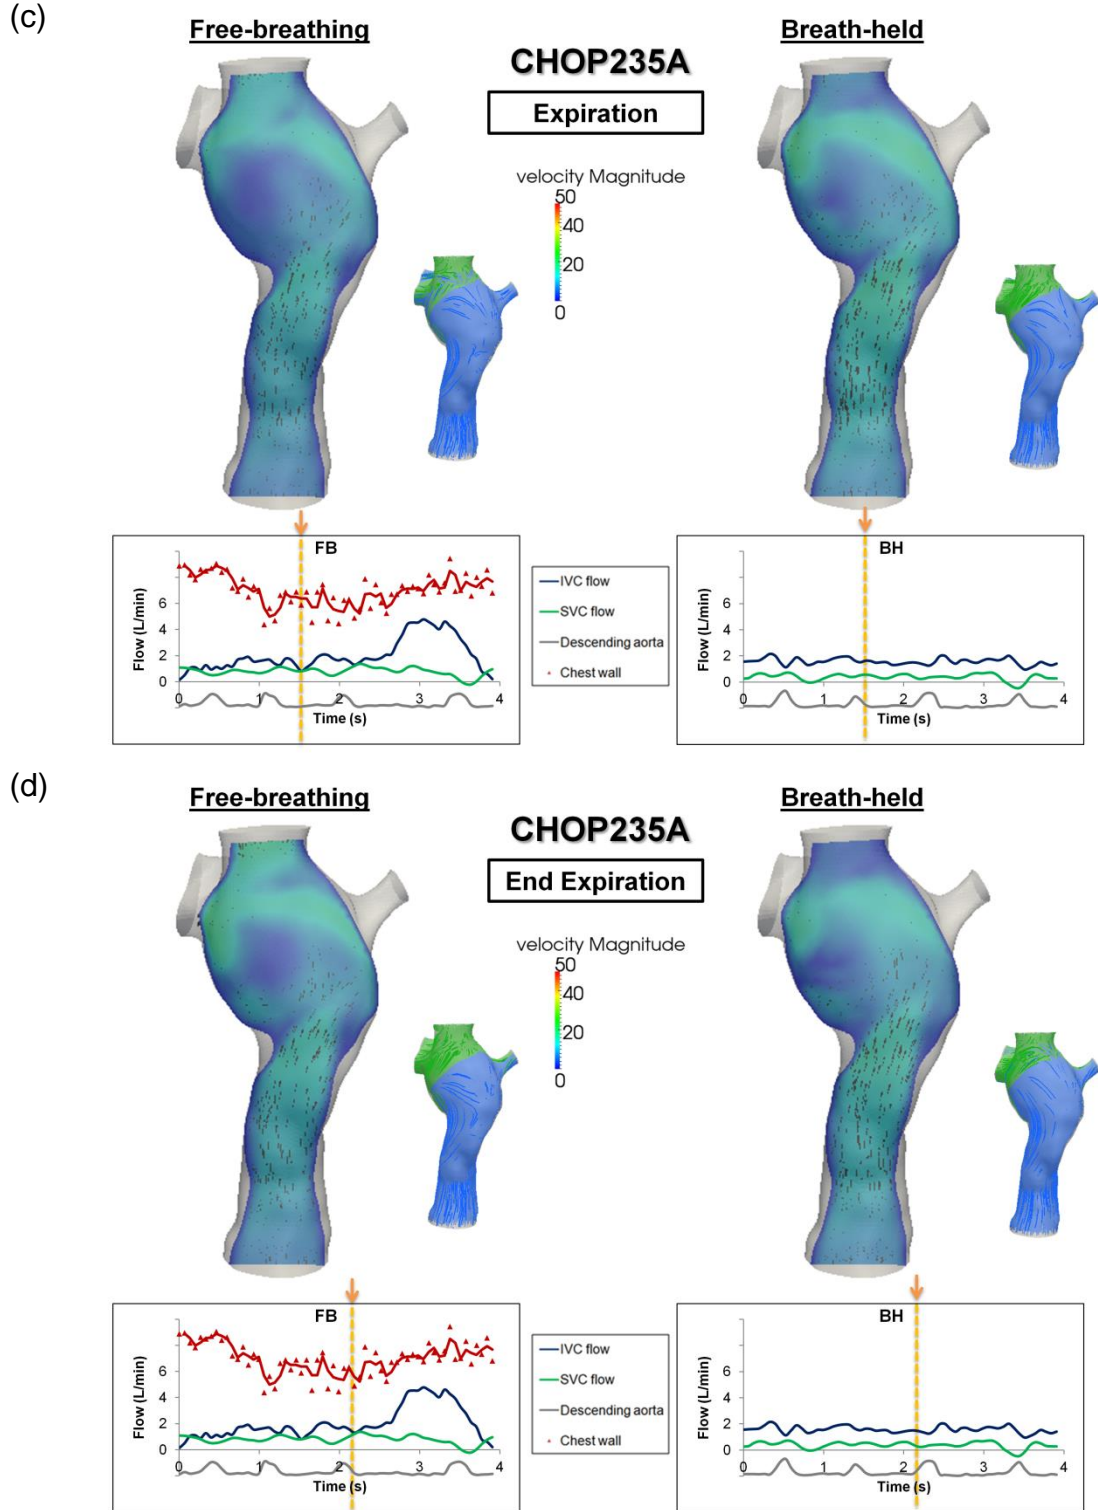 (c)
Free-breathing
Breath-held
CHOP235A
Expiration
velocity Magnitude
50
40
20
0
FB
Flow (L/min)
6
4
2
0
0 1 2 3 4
Time (s)
IVC flow
SVC flow
Descending aorta
Chest wall
BH
Flow (L/min)
6
4
2
0
0 1 2 3 4
Time (s)
(d)
Free-breathing
Breath-held
CHOP235A
End Expiration
velocity Magnitude
50
40
20
0
FB
Flow (L/min)
6
4
2
0
0 1 2 3 4
Time (s)
IVC flow
SVC flow
Descending aorta
Chest wall
BH
Flow (L/min)
6
4
2
0
0 1 2 3 4
Time (s)